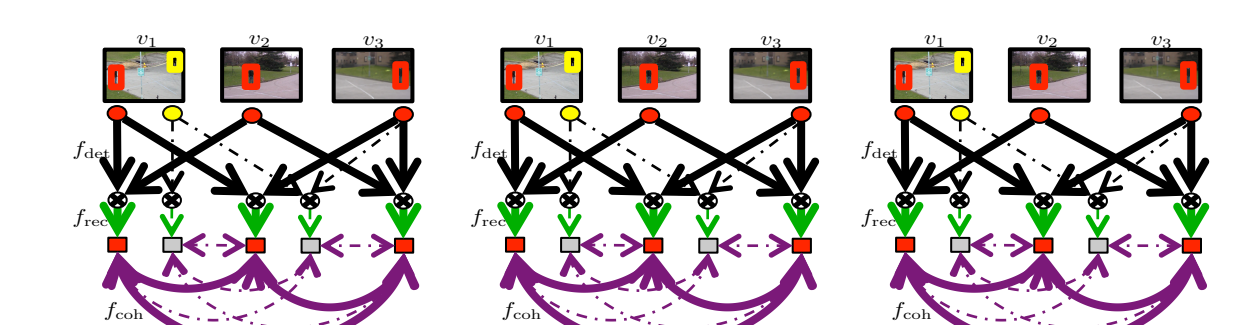 v1 v2 v3 v1 v2 v3 v1 v2 v3
fdet fdet fdet
frec frec frec
fcoh fcoh fcoh